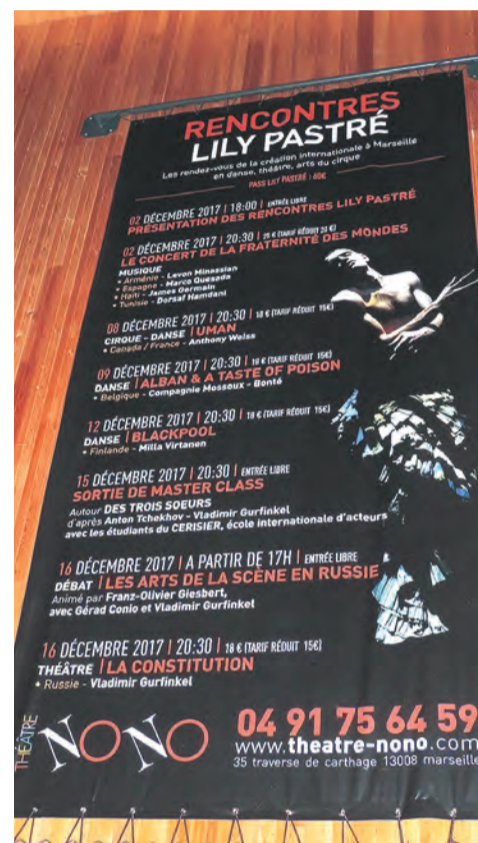 RENCONTRES
LILY PASTRÉ
Les rendez-vous de la création internationale à Marseille
en danse, théâtre, arts du cirque
PASS LILY PASTRÉ : 60€
02 DÉCEMBRE 2017 | 18:00 | ENTRÉE LIBRE
PRÉSENTATION DES RENCONTRES LILY PASTRÉ
02 DÉCEMBRE 2017 | 20:30 | 25 € (TARIF RÉDUIT 20 €)
LE CONCERT DE LA FRATERNITÉ DES MONDES
MUSIQUE
• Arménie - Levon Minassian
• Espagne - Marco Quesada
• Haïti - James Germain
• Tunisie - Dorsaf Hamdani
08 DÉCEMBRE 2017 | 20:30 | 18 € (TARIF RÉDUIT 15€)
CIRQUE - DANSE | UMAN
• Canada / France - Anthony Weiss
09 DÉCEMBRE 2017 | 20:30 | 18 € (TARIF RÉDUIT 15€)
DANSE | ALBAN & A TASTE OF POISON
• Belgique - Compagnie Mossoux - Bonté
12 DÉCEMBRE 2017 | 20:30 | 18 € (TARIF RÉDUIT 15€)
DANSE | BLACKPOOL
• Finlande - Milla Virtanen
15 DÉCEMBRE 2017 | 20:30 | ENTRÉE LIBRE
SORTIE DE MASTER CLASS
Autour DES TROIS SOEURS
d'après Anton Tchekhov - Vladimir Gurfinkel
avec les étudiants du CERISIER, école internationale d'acteurs
16 DÉCEMBRE 2017 | A PARTIR DE 17H | ENTRÉE LIBRE
DÉBAT | LES ARTS DE LA SCÈNE EN RUSSIE
Animé par Franz-Olivier Giesbert,
avec Gérad Conio et Vladimir Gurfinkel
16 DÉCEMBRE 2017 | 20:30 | 18 € (TARIF RÉDUIT 15€)
THÉÂTRE | LA CONSTITUTION
• Russie - Vladimir Gurfinkel
THÉÂTRE
NONO
04 91 75 64 59
www.theatre-nono.com
35 traverse de carthage 13008 marseille